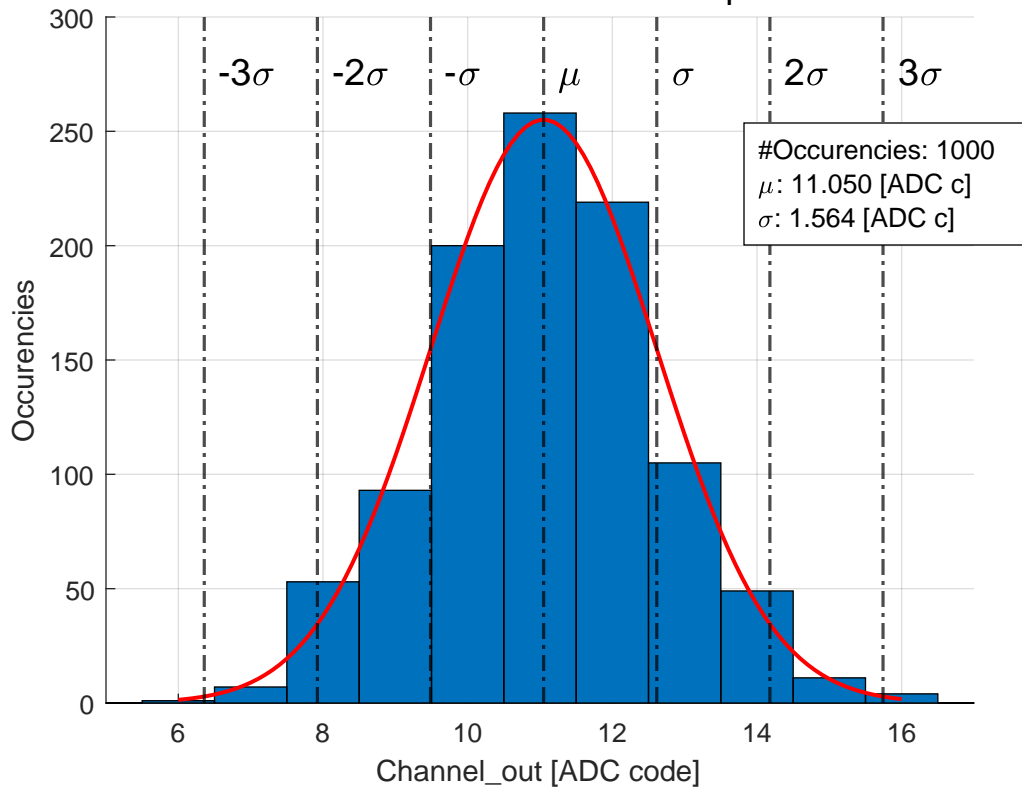 300
-3σ -2σ -σ μ σ 2σ 3σ
250
#Occurencies: 1000
μ: 11.050 [ADC c]
σ: 1.564 [ADC c]
200
150
100
50
0
Occurencies
6 8 10 12 14 16
Channel_out [ADC code]